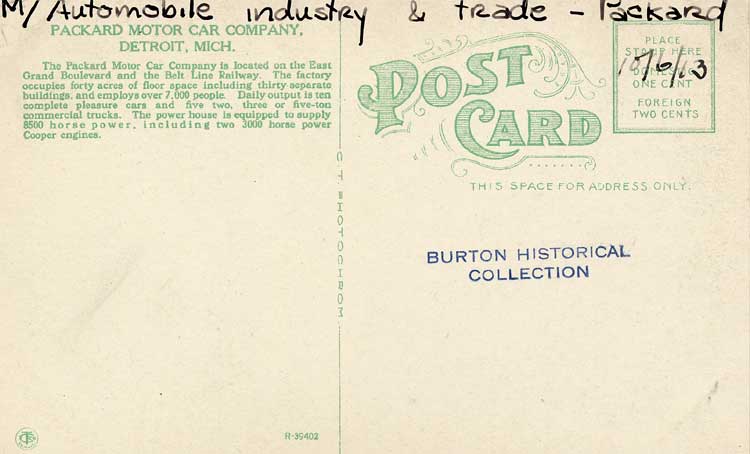 M/Automobile industry & trade - Packard
PACKARD MOTOR CAR COMPANY,
DETROIT, MICH.
The Packard Motor Car Company is located on the East
Grand Boulevard and the Belt Line Railway. The factory
occupies forty acres of floor space including thirty separate
buildings, and employs over 7,000 people. Daily output is ten
complete pleasure cars and five two, three or five-ton
commercial trucks. The power house is equipped to supply
8500 horse power, including two 3000 horse power
Cooper engines.
POST
CARD
THIS SPACE FOR ADDRESS ONLY.
PLACE
STAMP HERE
DOMESTIC
ONE CENT
FOREIGN
TWO CENTS
10/6/13
BURTON HISTORICAL
COLLECTION
R-39402